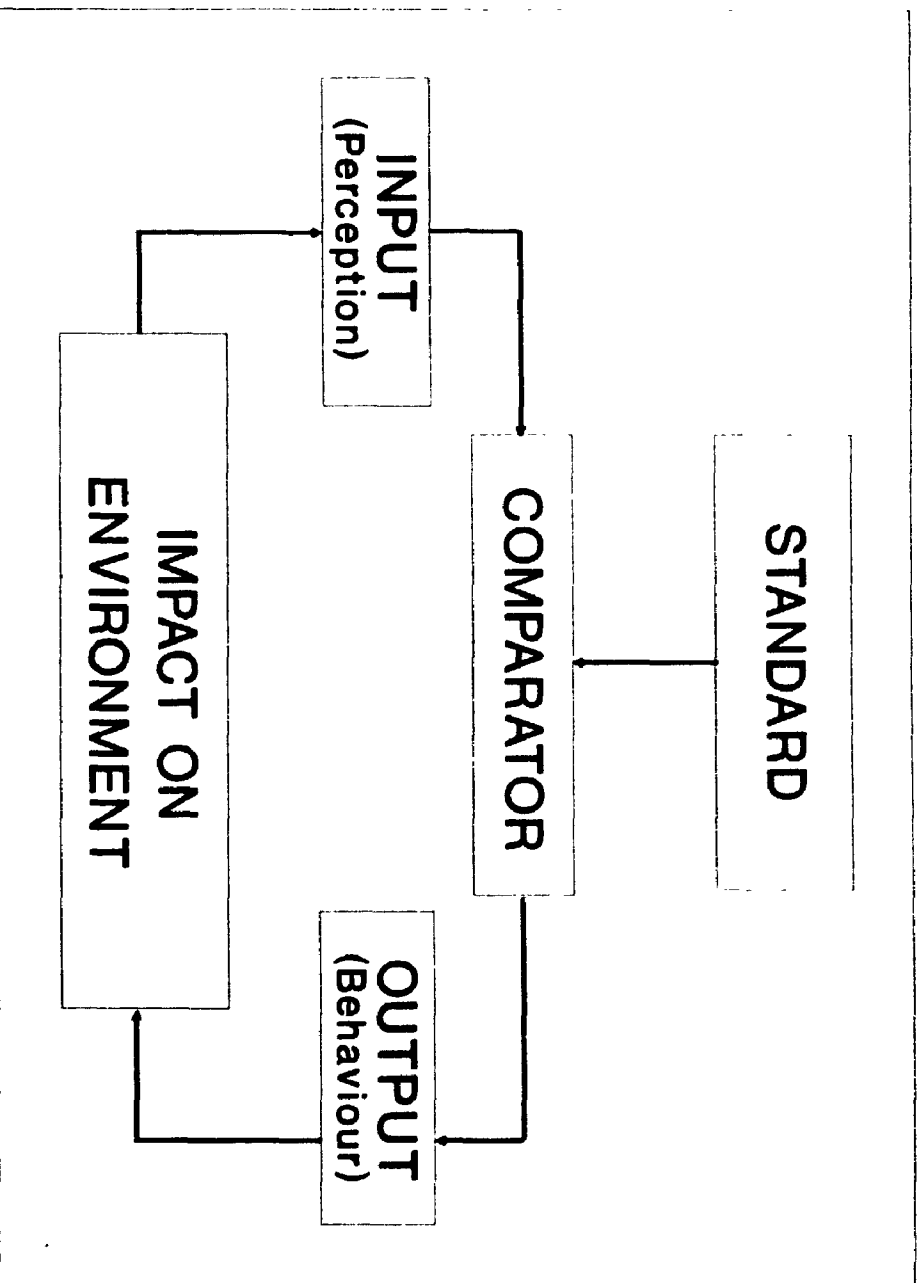 STANDARD
COMPARATOR
INPUT
(Perception)
OUTPUT
(Behaviour)
IMPACT ON
ENVIRONMENT